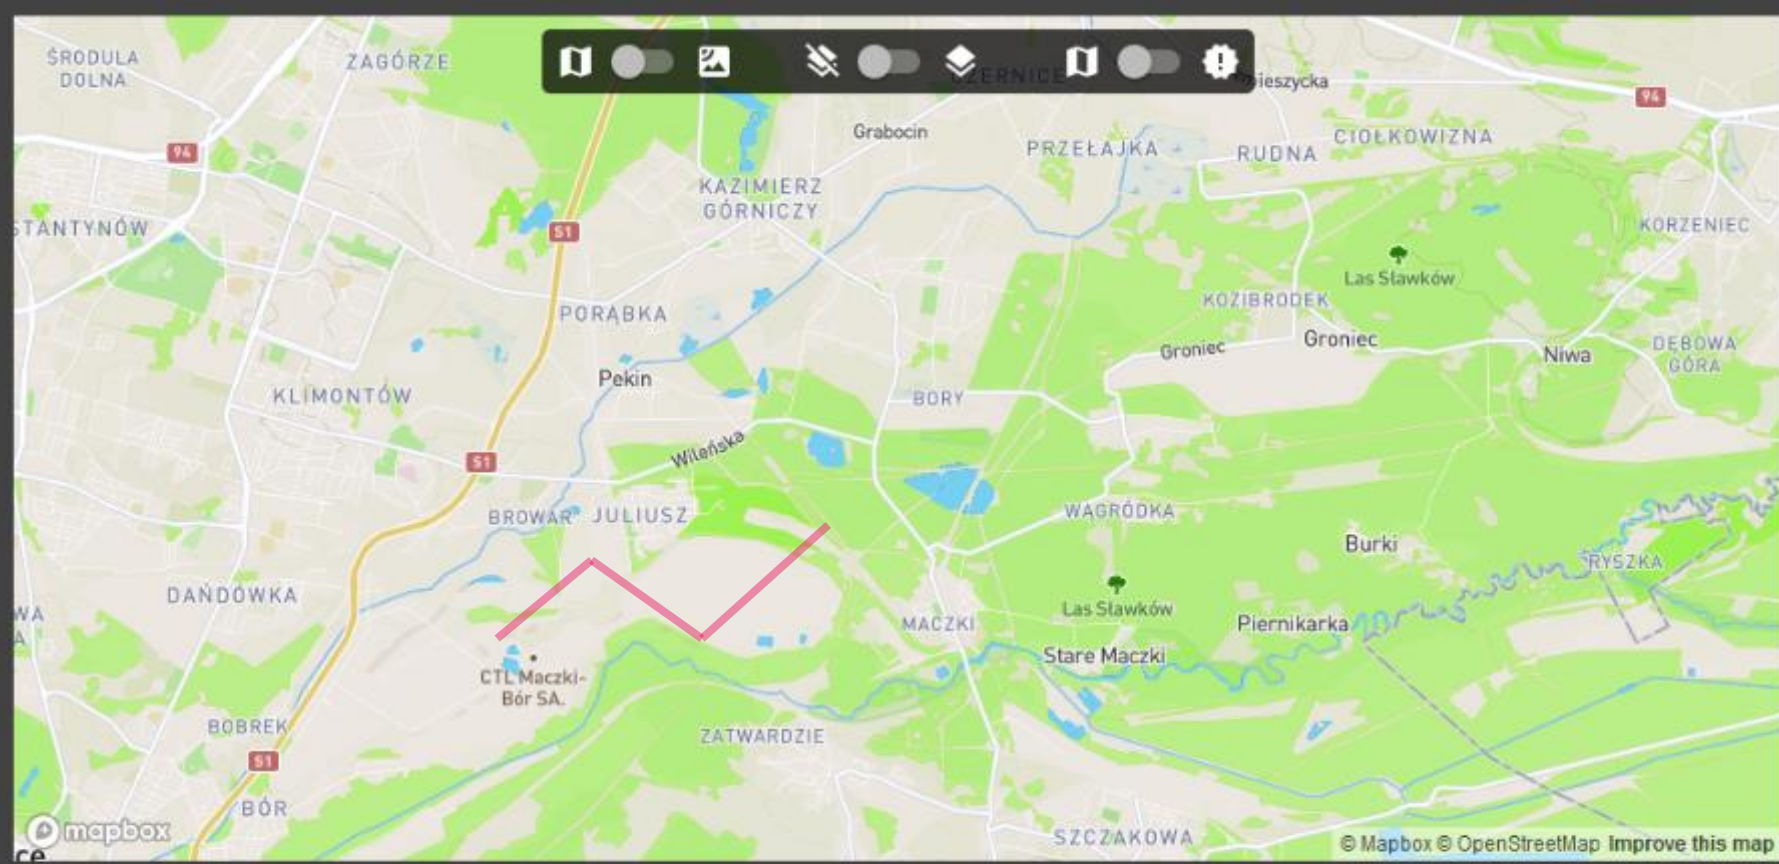 ŚRODULA
DOLNA
ZAGÓRZE
94
Grabocin
PRZEŁAJKA
RUDNA
CIOŁKOWIZNA
94
KAZIMIERZ
GÓRNICZY
STANTYNÓW
S1
KORZENIEC
Las Sławków
KOZIBRODEK
PORĄBKA
Groniec
Groniec
Niwa
DĘBOWA
GÓRA
Pekin
KLIMONTÓW
BORY
Wileńska
S1
BROWAR
JULIUSZ
WĄGRÓDKA
Burki
RYSZKA
DAŃDÓWKA
Las Sławków
MACZKI
Piernikarka
Stare Maczki
CTL Maczki-
Bór SA.
BOBREK
ZATWARDZIE
S1
BÓR
mapbox
SZCZAKOWA
© Mapbox © OpenStreetMap Improve this map